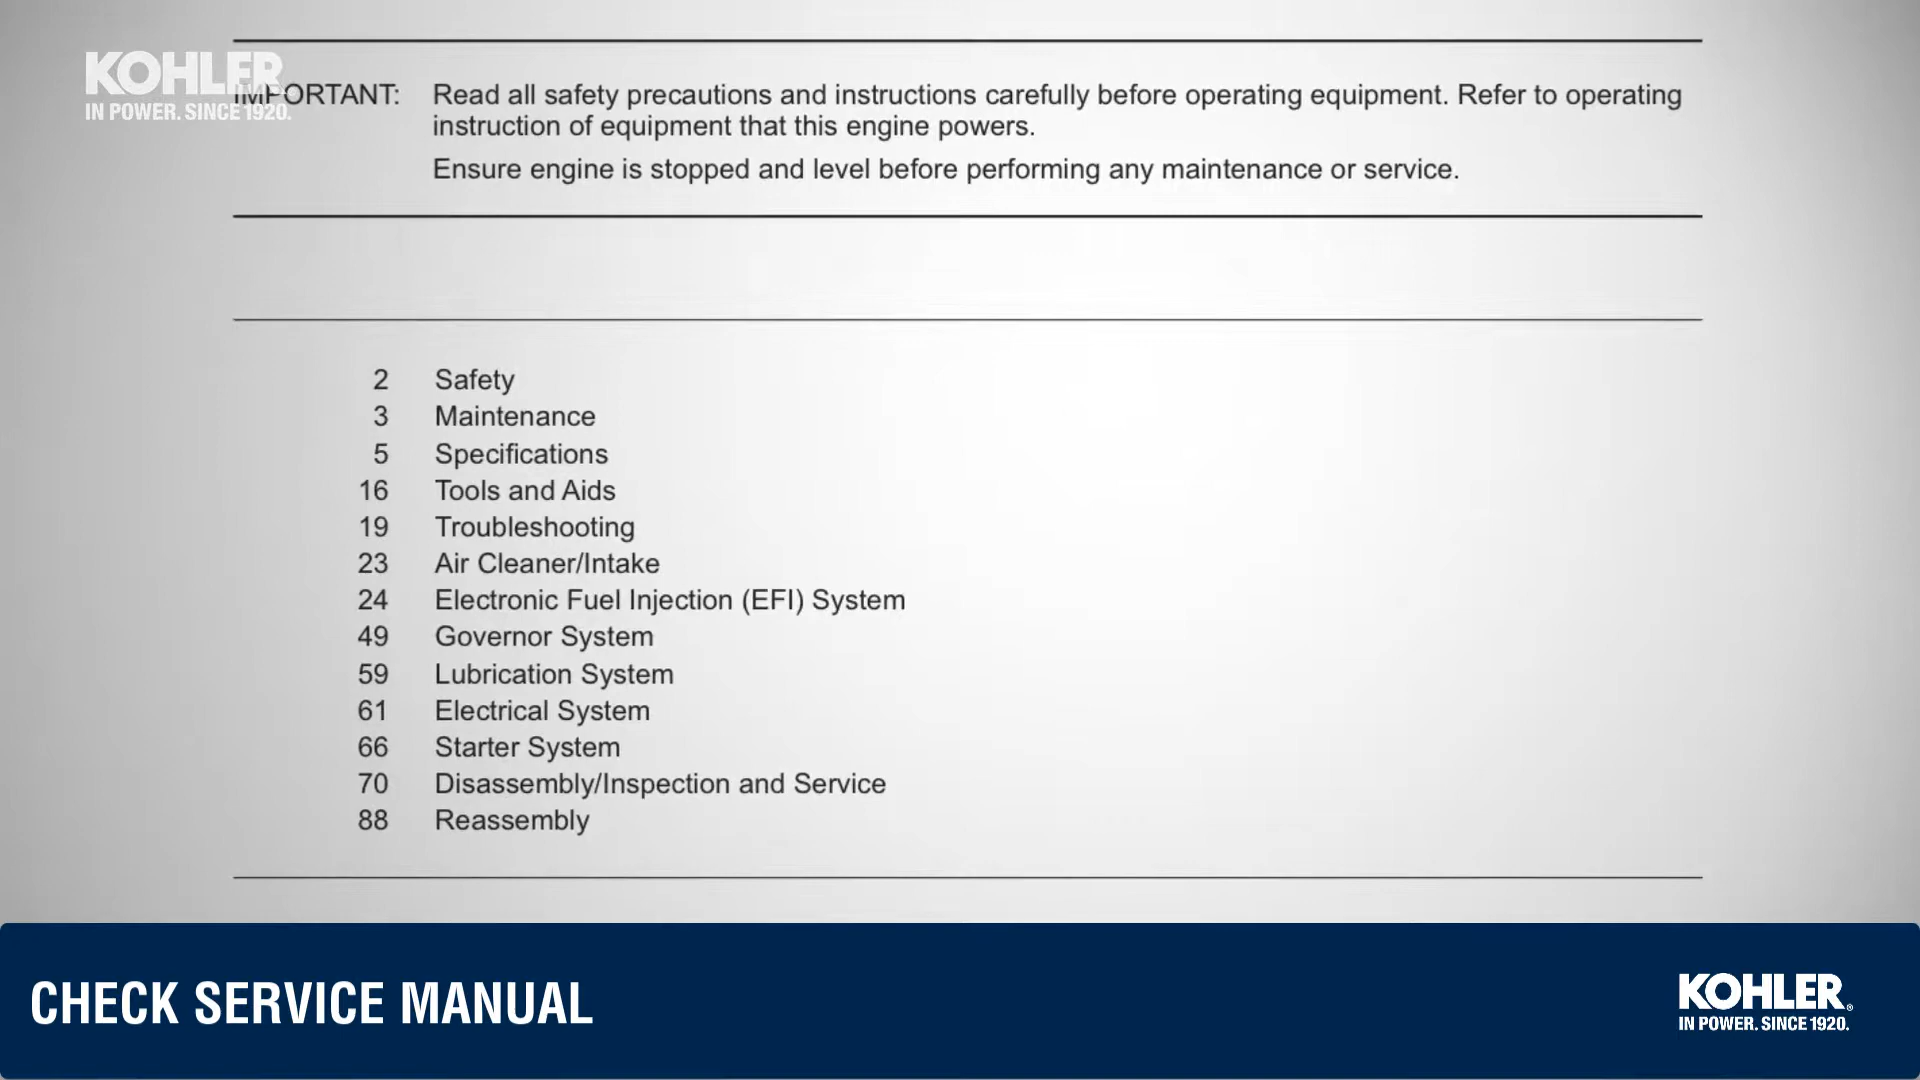 KOHLER
IN POWER. SINCE 1920.
IMPORTANT: Read all safety precautions and instructions carefully before operating equipment. Refer to operating
instruction of equipment that this engine powers.
Ensure engine is stopped and level before performing any maintenance or service.
2 Safety
3 Maintenance
5 Specifications
16 Tools and Aids
19 Troubleshooting
23 Air Cleaner/Intake
24 Electronic Fuel Injection (EFI) System
49 Governor System
59 Lubrication System
61 Electrical System
66 Starter System
70 Disassembly/Inspection and Service
88 Reassembly
CHECK SERVICE MANUAL
KOHLER®
IN POWER. SINCE 1920.